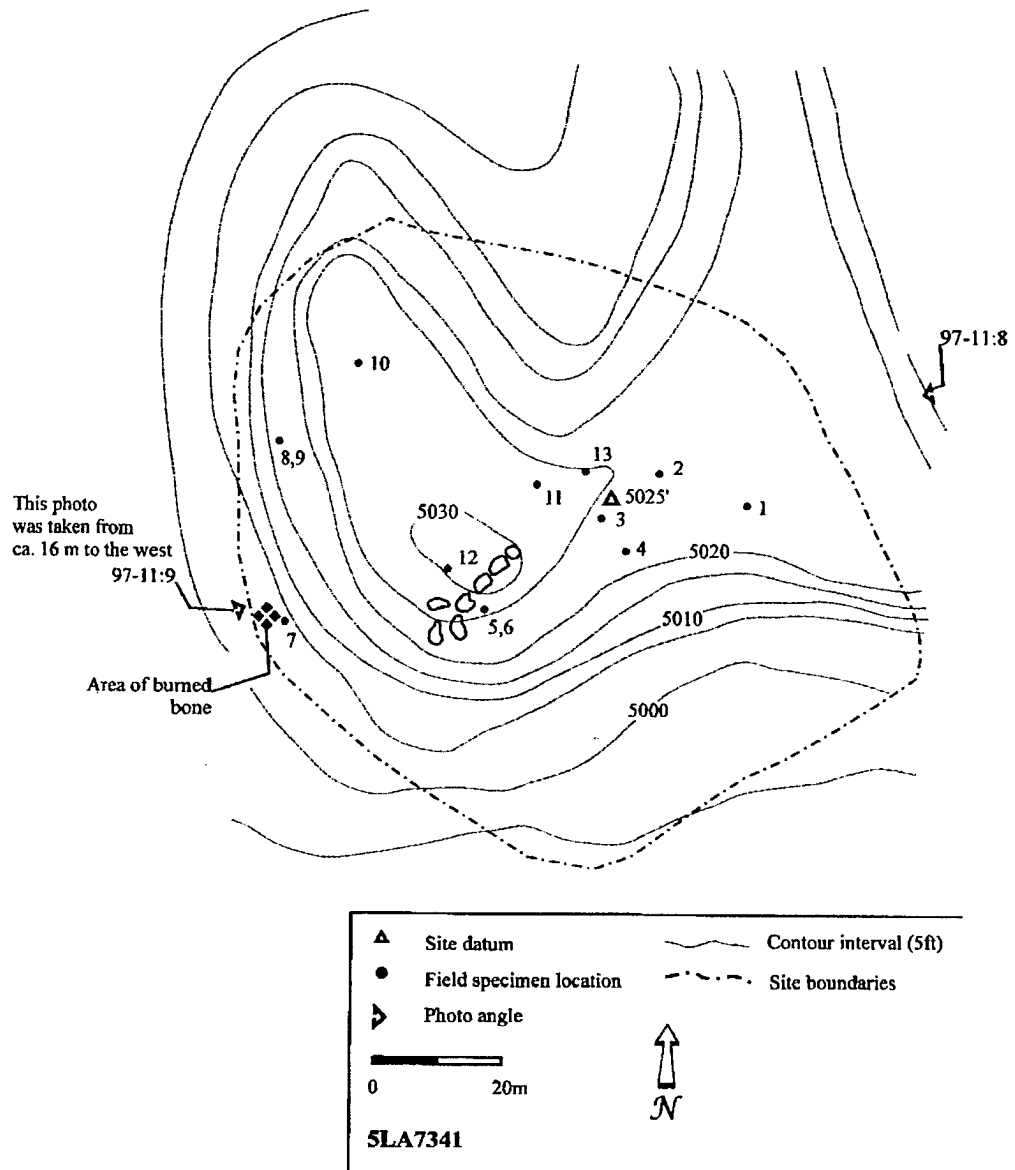 97-11:8
10
8,9
13
2
11
5025'
1
3
This photo
was taken from
ca. 16 m to the west
97-11:9
5030
4
5020
12
5,6
5010
7
Area of burned
bone
5000
Site datum
Contour interval (5ft)
Field specimen location
Site boundaries
Photo angle
0 20m
N
5LA7341